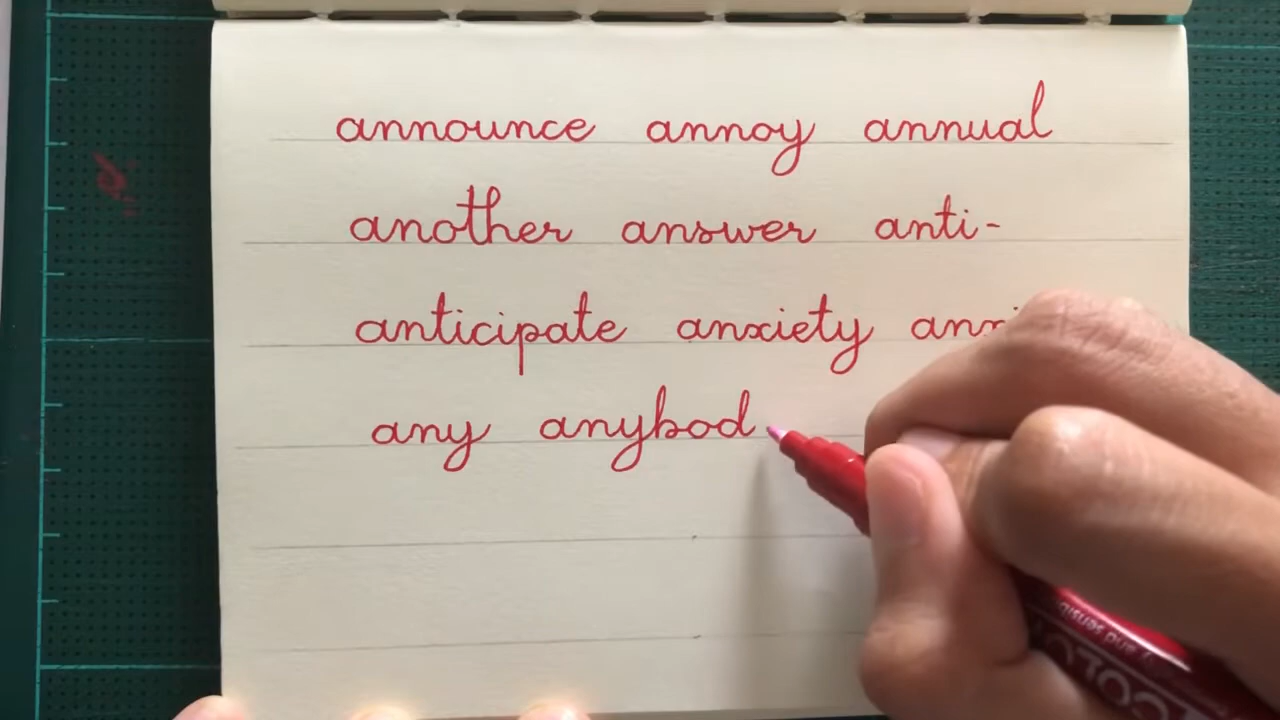 announce annoy annual
another answer anti-
anticipate anxiety
any anybod